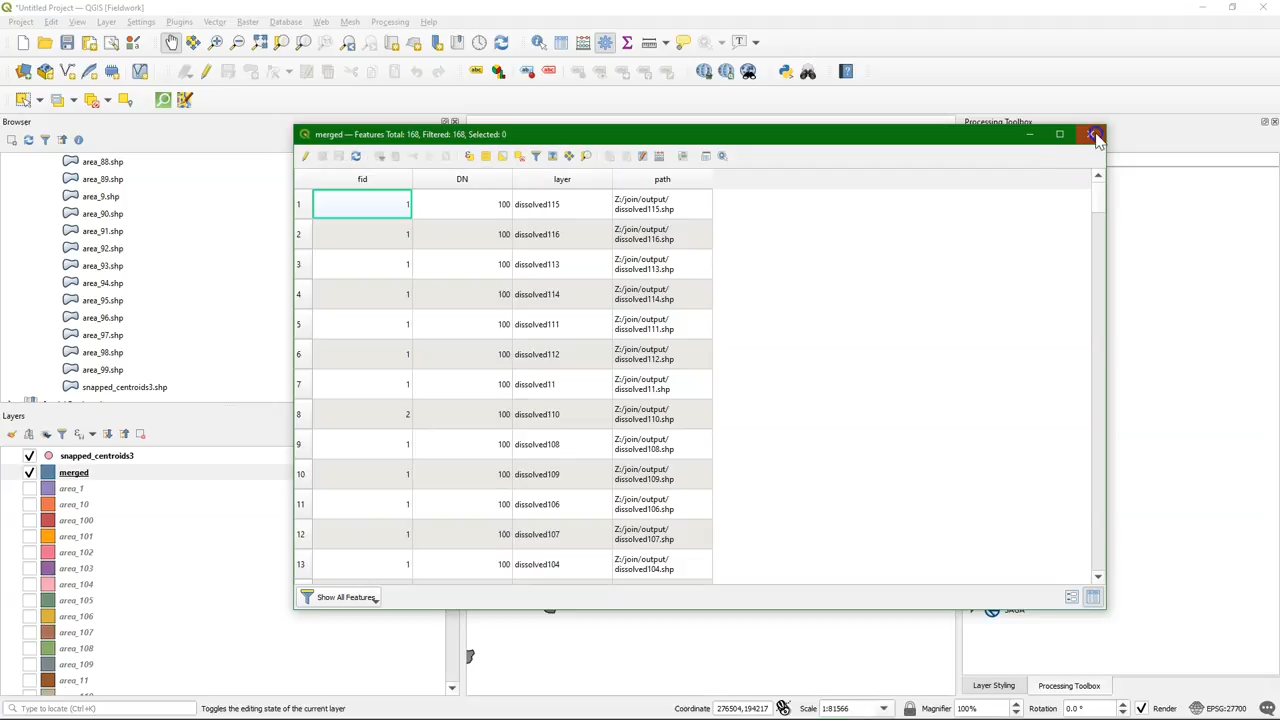 *Untitled Project — QGIS [Fieldwork]
Project Edit View Layer Settings Plugins Vector Raster Database Web Mesh Processing Help
Browser
Processing Toolbox
area_88.shp
area_89.shp
area_9.shp
area_90.shp
area_91.shp
area_92.shp
area_93.shp
area_94.shp
area_95.shp
area_96.shp
area_97.shp
area_98.shp
area_99.shp
snapped_centroids3.shp
Layers
snapped_centroids3
merged
area_1
area_10
area_100
area_101
area_102
area_103
area_104
area_105
area_106
area_107
area_108
area_109
area_11
merged — Features Total: 168, Filtered: 168, Selected: 0
fid DN layer path
1 1 100 dissolved115 Z:/join/output/
dissolved115.shp
2 1 100 dissolved116 Z:/join/output/
dissolved116.shp
3 1 100 dissolved113 Z:/join/output/
dissolved113.shp
4 1 100 dissolved114 Z:/join/output/
dissolved114.shp
5 1 100 dissolved111 Z:/join/output/
dissolved111.shp
6 1 100 dissolved112 Z:/join/output/
dissolved112.shp
7 1 100 dissolved11 Z:/join/output/
dissolved11.shp
8 2 100 dissolved110 Z:/join/output/
dissolved110.shp
9 1 100 dissolved108 Z:/join/output/
dissolved108.shp
10 1 100 dissolved109 Z:/join/output/
dissolved109.shp
11 1 100 dissolved106 Z:/join/output/
dissolved106.shp
12 1 100 dissolved107 Z:/join/output/
dissolved107.shp
13 1 100 dissolved104 Z:/join/output/
dissolved104.shp
Show All Features
SAGA
Layer Styling Processing Toolbox
Type to locate (Ctrl+K) Toggles the editing state of the current layer Coordinate 276504,194217 Scale 1:81566 Magnifier 100% Rotation 0.0 ° Render EPSG:27700